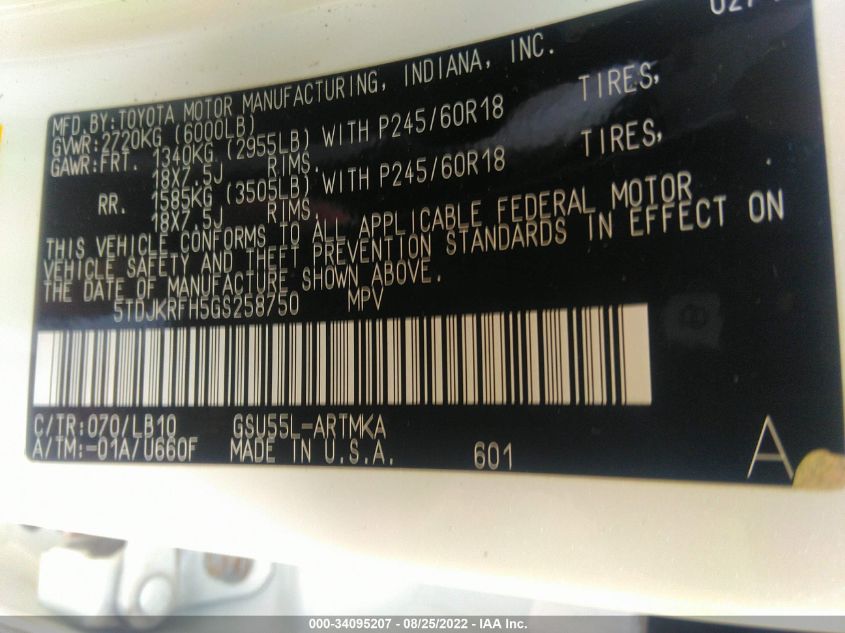 MFD.BY:TOYOTA MOTOR MANUFACTURING, INDIANA, INC.
GVWR:2720KG (6000LB)
GAWR:FRT. 1340KG (2955LB) WITH P245/60R18 TIRES,
18X7.5J RIMS.
RR. 1585KG (3505LB) WITH P245/60R18 TIRES,
18X7.5J RIMS.
THIS VEHICLE CONFORMS TO ALL APPLICABLE FEDERAL MOTOR
VEHICLE SAFETY AND THEFT PREVENTION STANDARDS IN EFFECT ON
THE DATE OF MANUFACTURE SHOWN ABOVE.
5TDJKRFH5GS258750 MPV
C/TR:070/LB10 GSU55L-ARTMKA
A/TM:-01A/U660F MADE IN U.S.A. 601 A
000-34095207 - 08/25/2022 - IAA Inc.